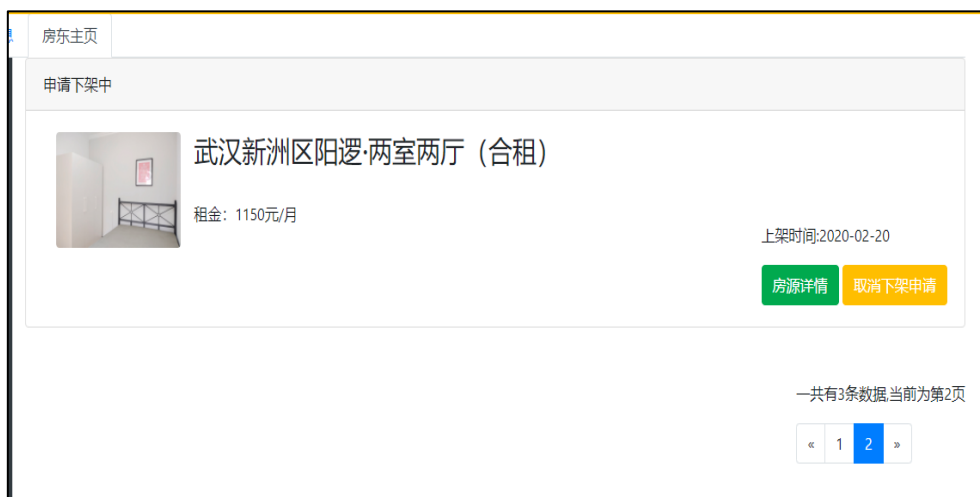 房东主页
申请下架中
武汉新洲区阳逻·两室两厅（合租）
租金：1150元/月
上架时间:2020-02-20
房源详情 取消下架申请
一共有3条数据,当前为第2页
« 1 2 »